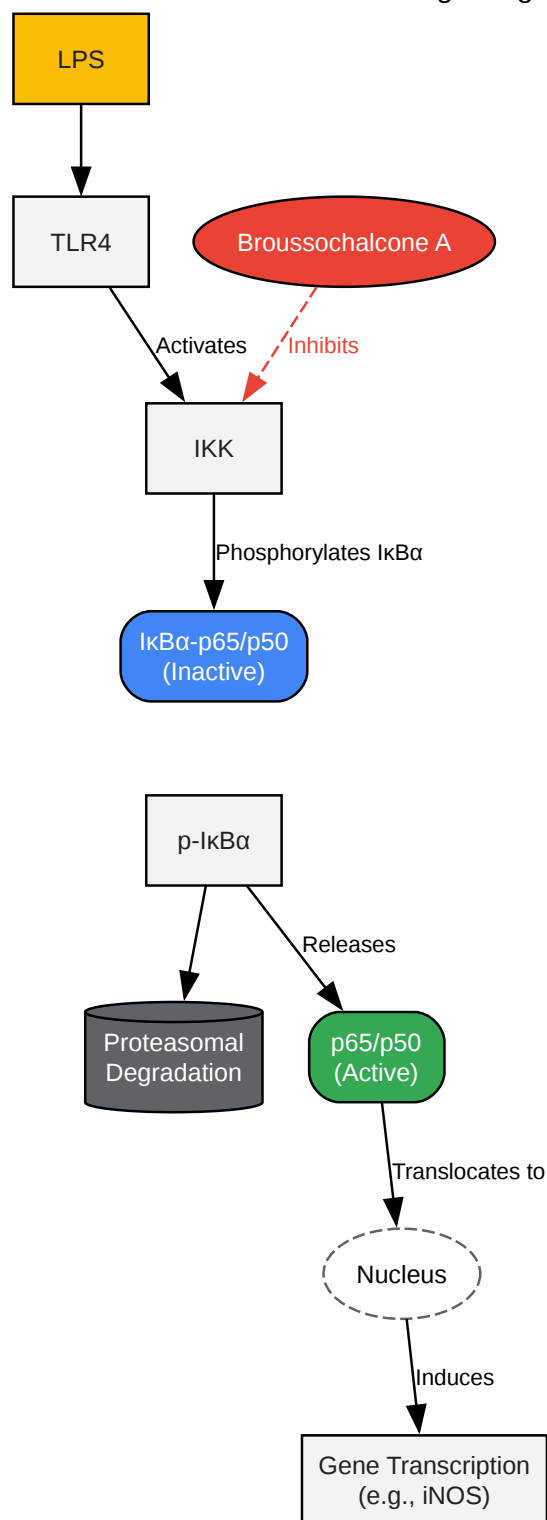 LPS
TLR4
Broussochalcone A
Activates
Inhibits
IKK
Phosphorylates IκBα
IκBα-p65/p50
(Inactive)
p-IκBα
Releases
Proteasomal
Degradation
p65/p50
(Active)
Translocates to
Nucleus
Induces
Gene Transcription
(e.g., iNOS)